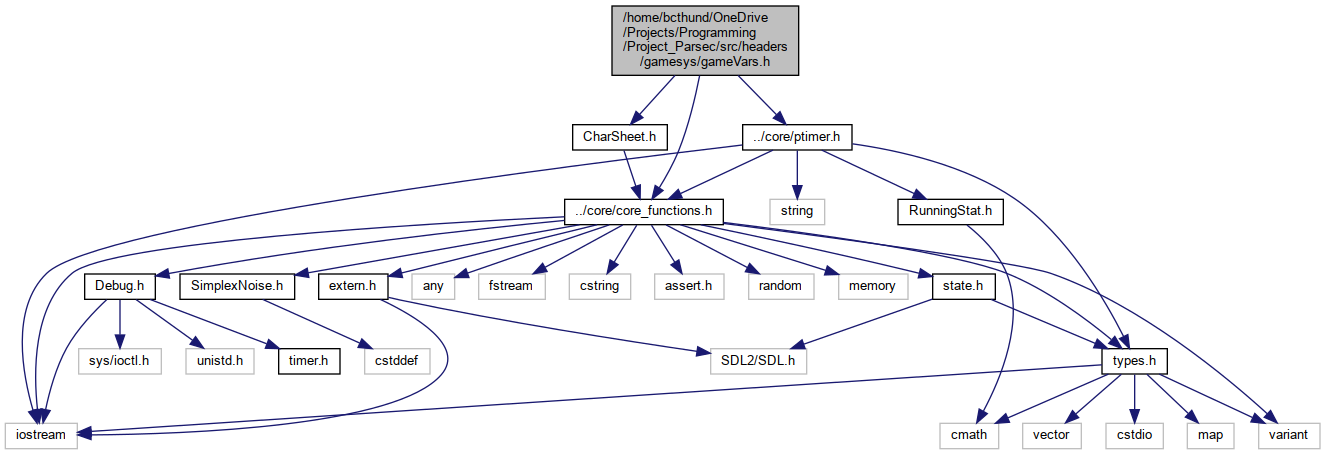 /home/bcthund/OneDrive
/Projects/Programming
/Project_Parsec/src/headers
/gamesys/gameVars.h
CharSheet.h
../core/ptimer.h
../core/core_functions.h
string
RunningStat.h
Debug.h
SimplexNoise.h
extern.h
any
fstream
cstring
assert.h
random
memory
state.h
sys/ioctl.h
unistd.h
timer.h
cstddef
SDL2/SDL.h
types.h
iostream
cmath
vector
cstdio
map
variant